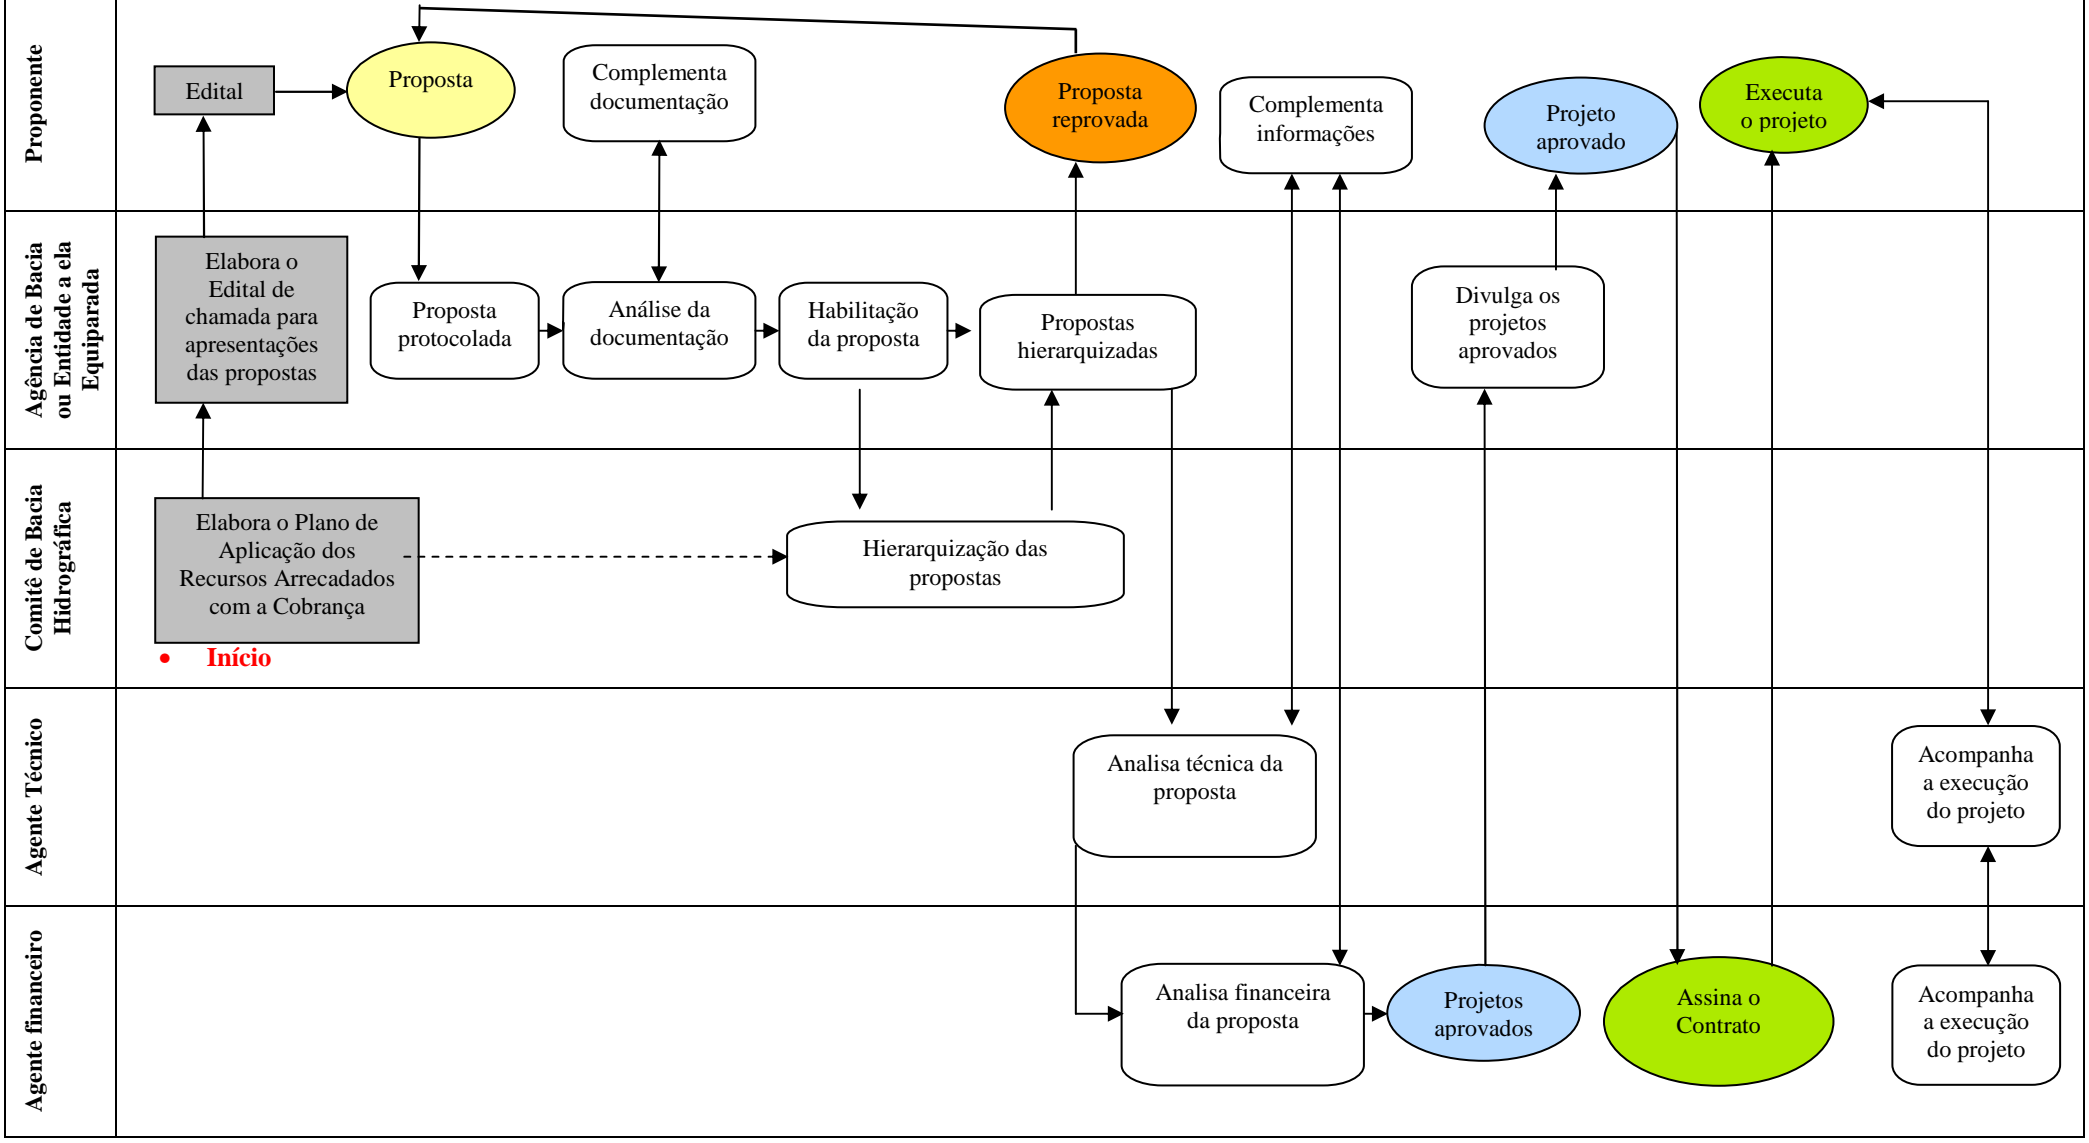 Proponente
Edital
Proposta
Complementa
documentação
Proposta
reprovada
Complementa
informações
Projeto
aprovado
Executa
o projeto
Agência de Bacia
ou Entidade a ela
Equiparada
Elabora o
Edital de
chamada para
apresentações
das propostas
Proposta
protocolada
Análise da
documentação
Habilitação
da proposta
Propostas
hierarquizadas
Divulga os
projetos
aprovados
Comitê de Bacia
Hidrográfica
Elabora o Plano de
Aplicação dos
Recursos Arrecadados
com a Cobrança
• Início
Hierarquização das
propostas
Agente Técnico
Analisa técnica da
proposta
Acompanha
a execução
do projeto
Agente financeiro
Analisa financeira
da proposta
Projetos
aprovados
Assina o
Contrato
Acompanha
a execução
do projeto